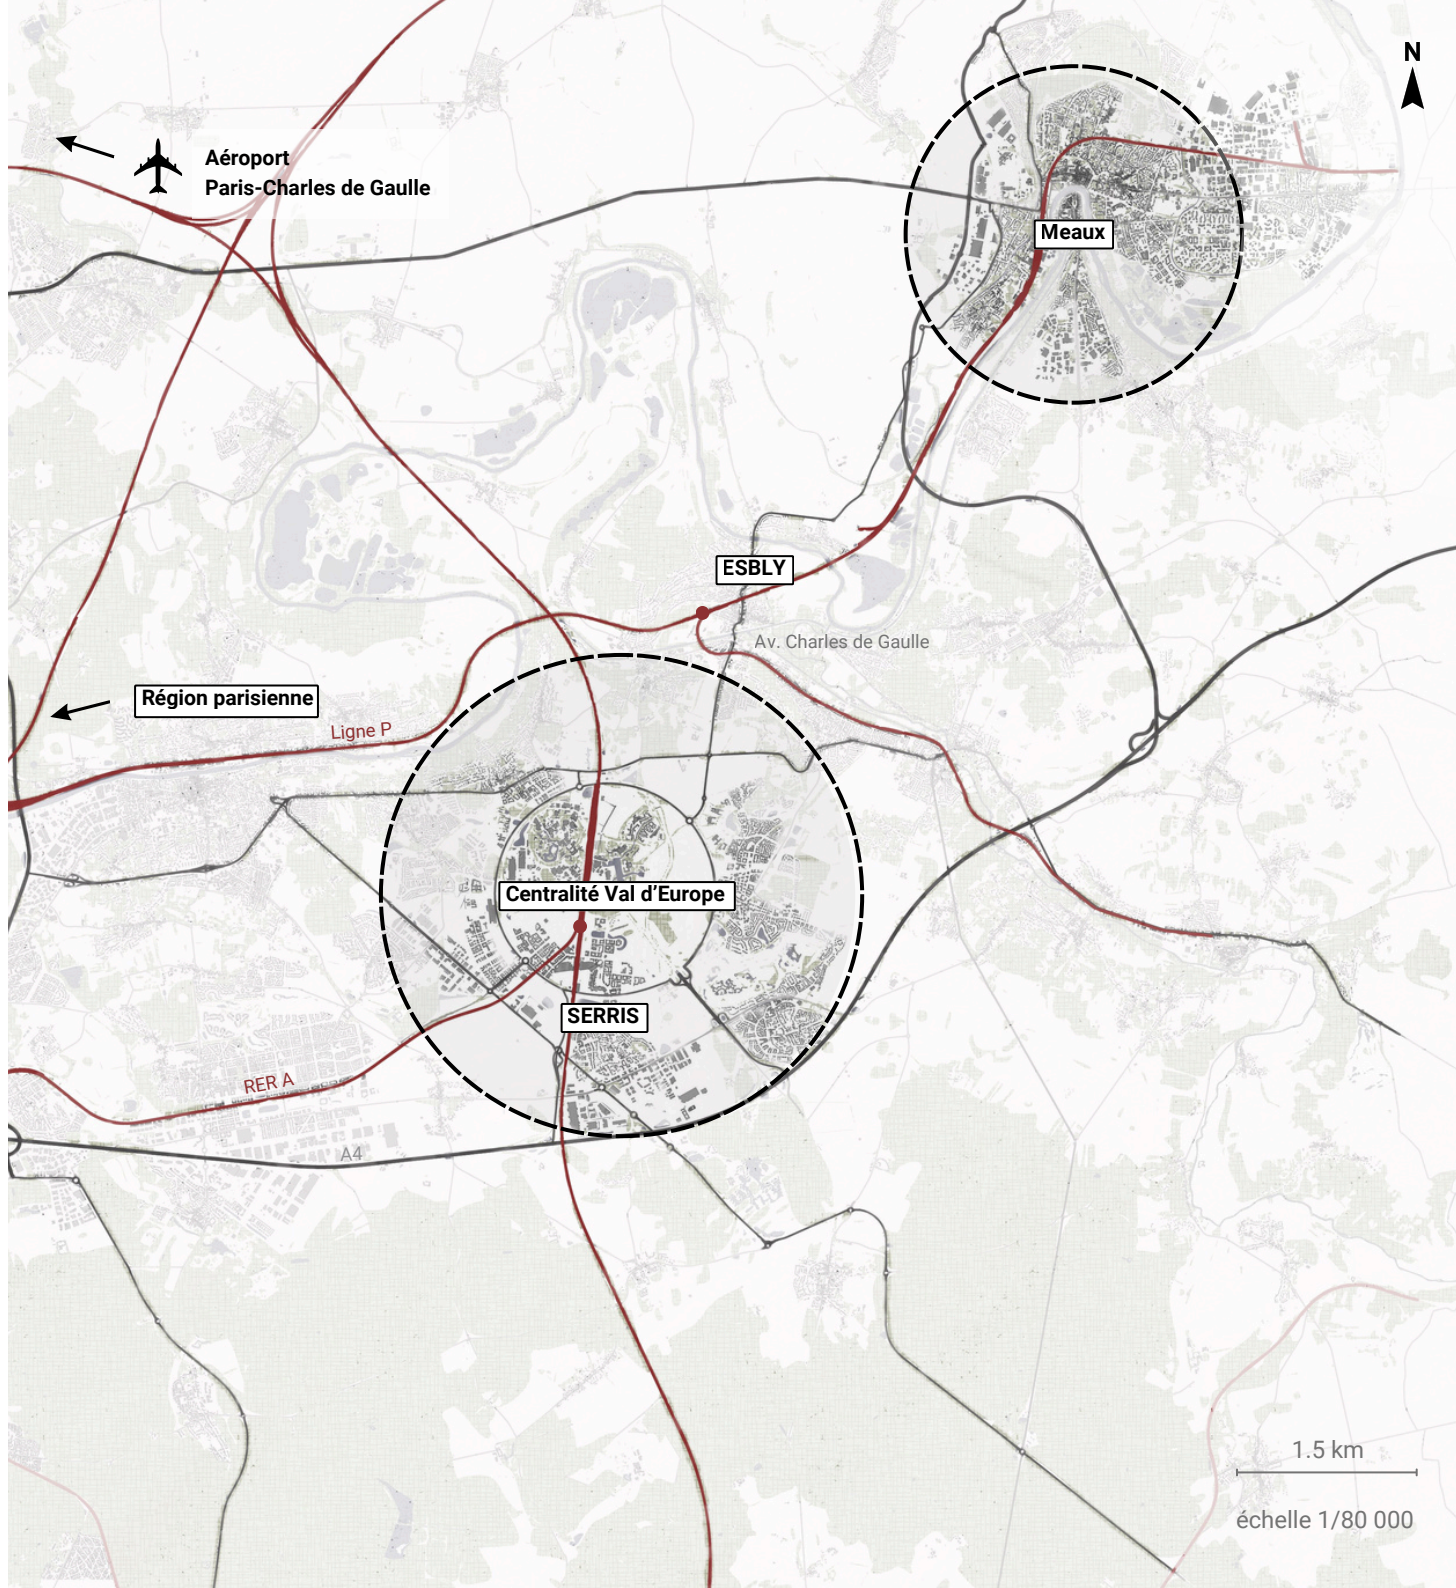 N
Aéroport
Paris-Charles de Gaulle
Meaux
ESBLY
Av. Charles de Gaulle
Région parisienne
Ligne P
Centralité Val d’Europe
SERRIS
RER A
A4
1.5 km
échelle 1/80 000